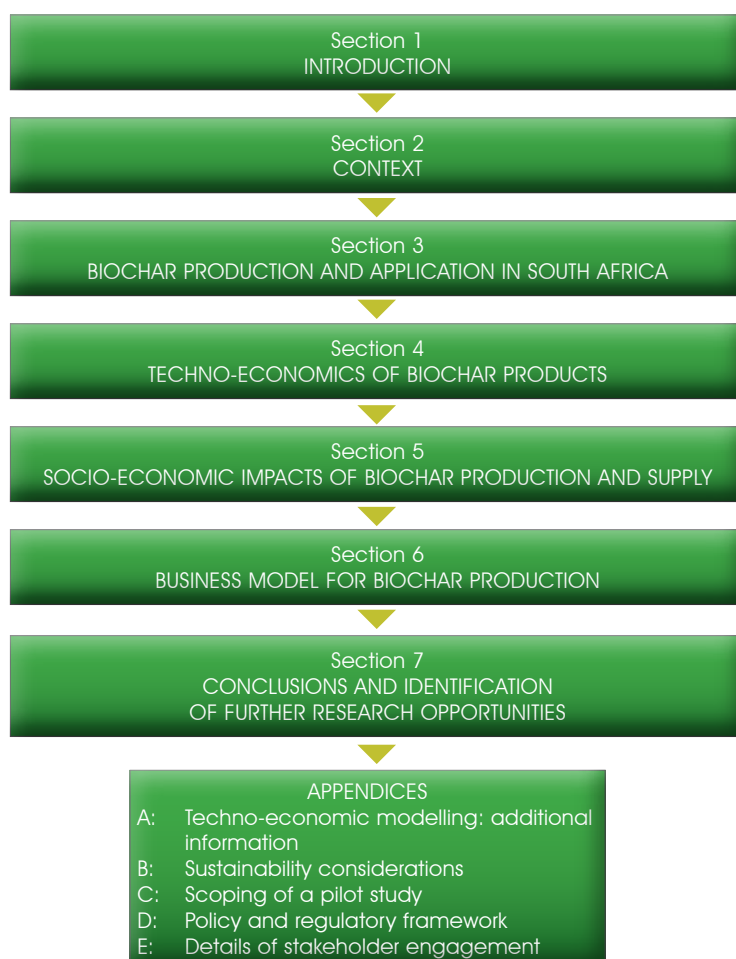 Section 1
INTRODUCTION
Section 2
CONTEXT
Section 3
BIOCHAR PRODUCTION AND APPLICATION IN SOUTH AFRICA
Section 4
TECHNO-ECONOMICS OF BIOCHAR PRODUCTS
Section 5
SOCIO-ECONOMIC IMPACTS OF BIOCHAR PRODUCTION AND SUPPLY
Section 6
BUSINESS MODEL FOR BIOCHAR PRODUCTION
Section 7
CONCLUSIONS AND IDENTIFICATION
OF FURTHER RESEARCH OPPORTUNITIES
APPENDICES
A: Techno-economic modelling: additional
information
B: Sustainability considerations
C: Scoping of a pilot study
D: Policy and regulatory framework
E: Details of stakeholder engagement